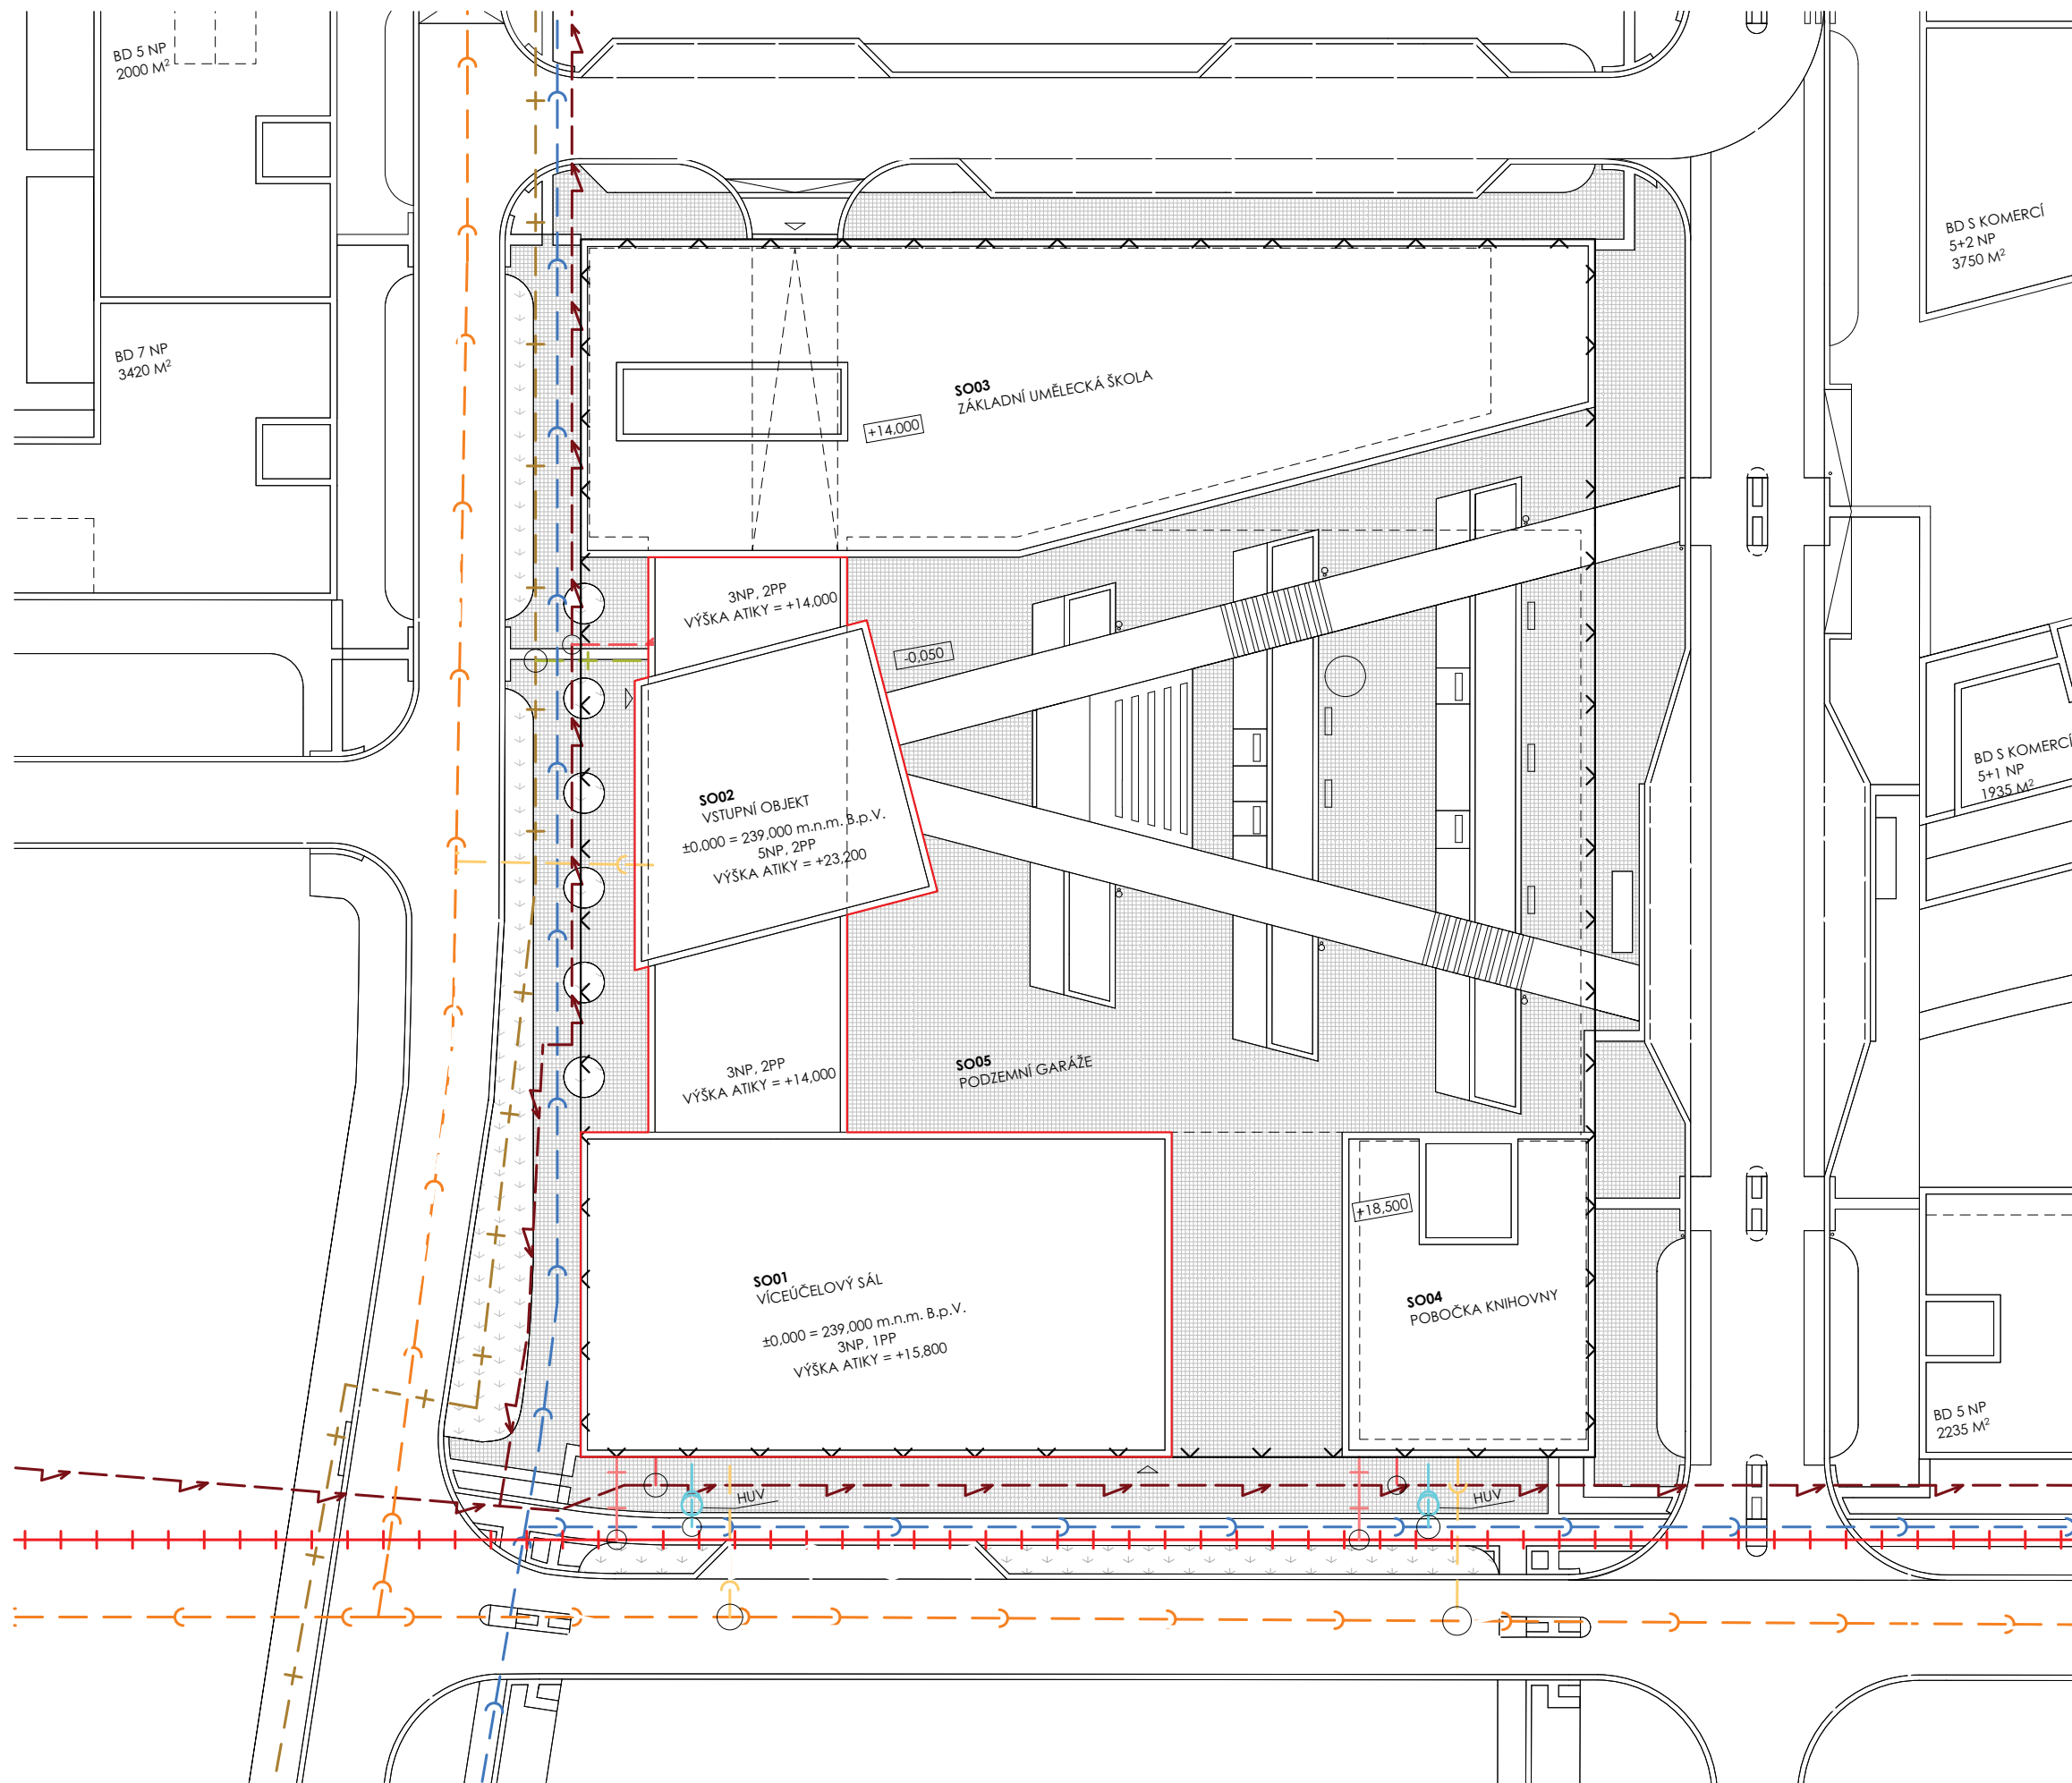 BD 5 NP
2000 M²
BD 7 NP
3420 M²
BD S KOMERCÍ
5+2 NP
3750 M²
SO03
ZÁKLADNÍ UMĚLECKÁ ŠKOLA
+14,000
3NP, 2PP
VÝŠKA ATIKY = +14,000
-0,050
SO02
VSTUPNÍ OBJEKT
±0,000 = 239,000 m.n.m. B.p.V.
5NP, 2PP
VÝŠKA ATIKY = +23,200
BD S KOMERCÍ
5+1 NP
1935 M²
3NP, 2PP
VÝŠKA ATIKY = +14,000
SO05
PODZEMNÍ GARÁŽE
+18,500
SO01
VÍCEÚČELOVÝ SÁL
±0,000 = 239,000 m.n.m. B.p.V.
3NP, 1PP
VÝŠKA ATIKY = +15,800
SO04
POBOČKA KNIHOVNY
BD 5 NP
2235 M²
HUV
HUV